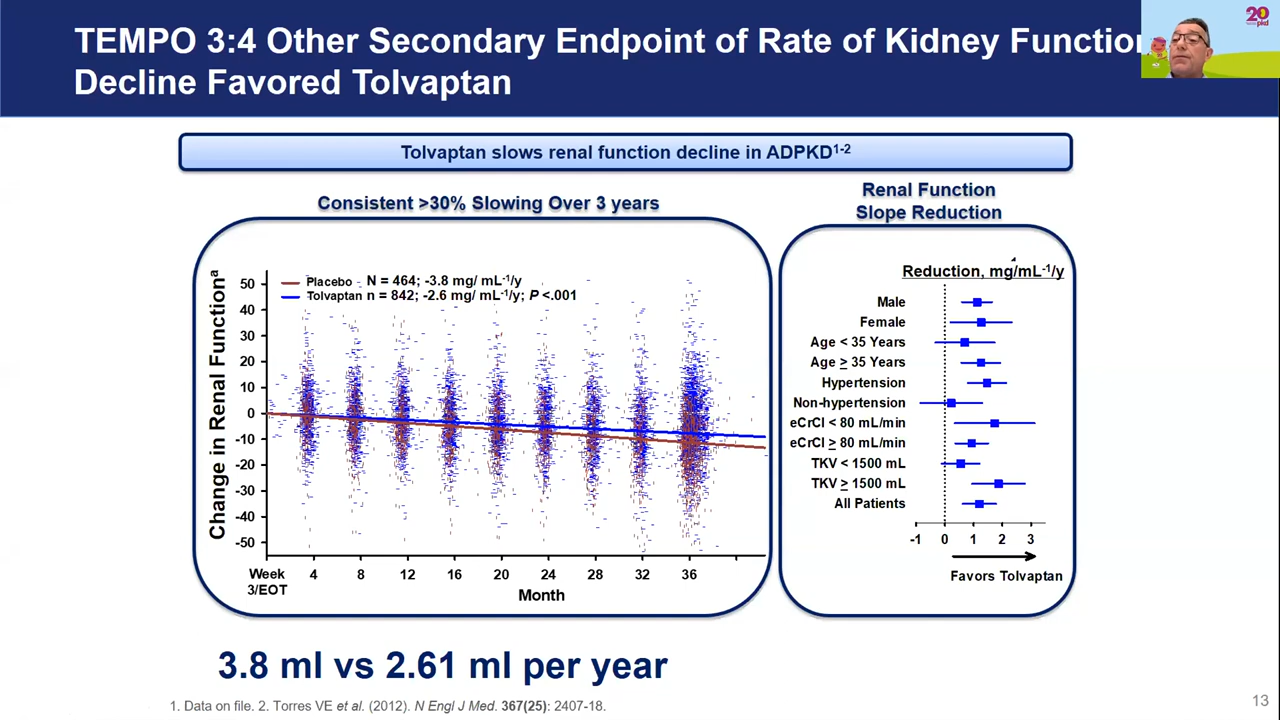 TEMPO 3:4 Other Secondary Endpoint of Rate of Kidney Function
Decline Favored Tolvaptan
20
pkd
Tolvaptan slows renal function decline in ADPKD1-2
Consistent >30% Slowing Over 3 years
Renal Function
Slope Reduction
Change in Renal Functiona
50
40
30
20
10
0
-10
-20
-30
-40
-50
Placebo N = 464; -3.8 mg/ mL-1/y
Tolvaptan n = 842; -2.6 mg/ mL-1/y; P <.001
Week
3/EOT
4 8 12 16 20 24 28 32 36
Month
Reduction, mg/mL-1/y
Male
Female
Age < 35 Years
Age ≥ 35 Years
Hypertension
Non-hypertension
eCrCl < 80 mL/min
eCrCl ≥ 80 mL/min
TKV < 1500 mL
TKV ≥ 1500 mL
All Patients
-1 0 1 2 3
Favors Tolvaptan
3.8 ml vs 2.61 ml per year
1. Data on file. 2. Torres VE et al. (2012). N Engl J Med. 367(25): 2407-18.
13